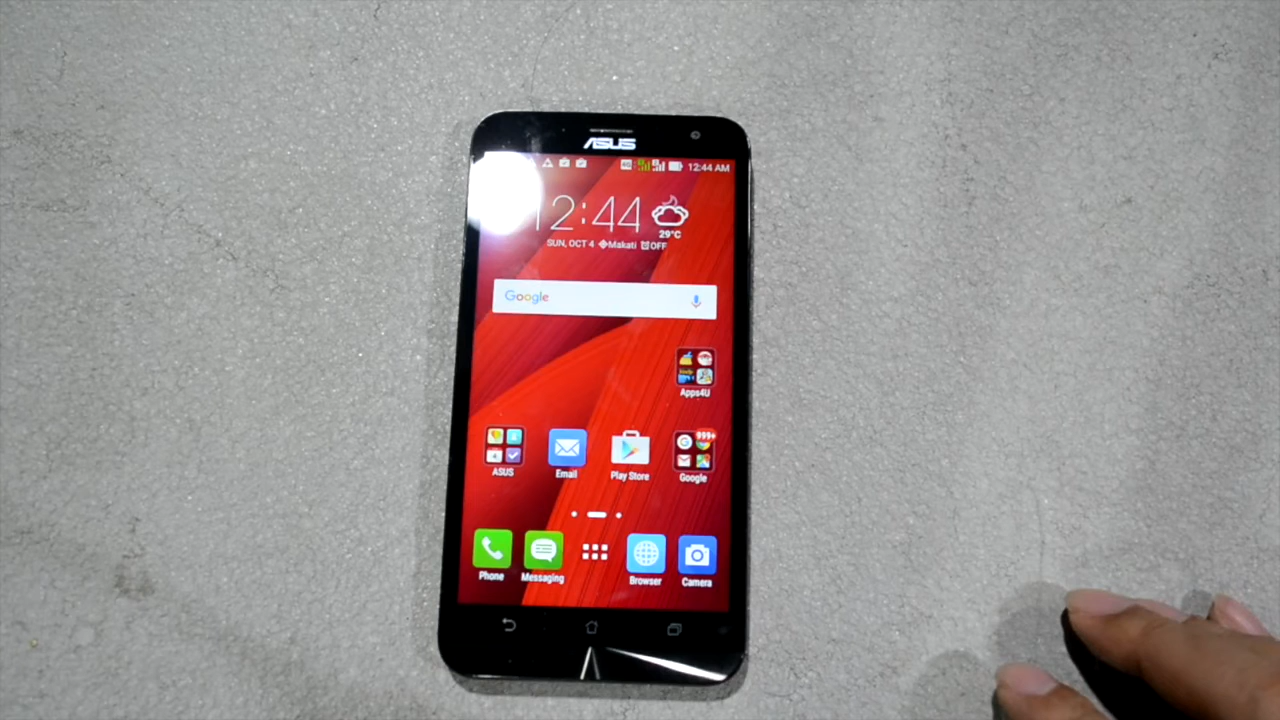 ASUS
12:44 AM
12:44
29°C
SUN, OCT 4 Makati OFF
Google
Apps4U
999+
ASUS
Email
Play Store
Google
Phone
Messaging
Browser
Camera